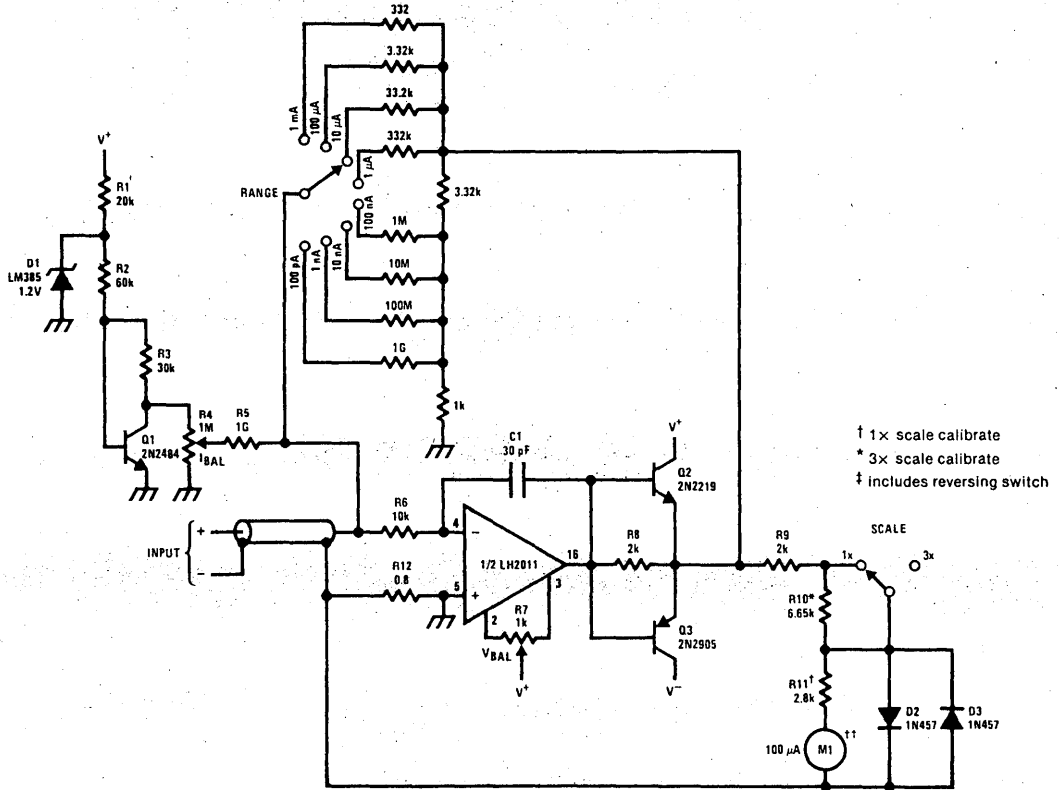 332
3.32k
33.2k
332k
1 mA
100 μA
10 μA
1 μA
100 nA
10 nA
1 nA
100 pA
RANGE
3.32k
1M
10M
100M
1G
1k
V+
R1
20k
D1
LM385
1.2V
R2
60k
R3
30k
Q1
2N2484
R4
1M
IBAL
R5
1G
INPUT
+
−
R6
10k
R12
0.8
C1
30 pF
4
−
5
+
1/2 LH2011
16
2
3
R7
1k
VBAL
V+
V+
Q2
2N2219
R8
2k
Q3
2N2905
V−
R9
2k
† 1× scale calibrate
* 3× scale calibrate
‡ includes reversing switch
SCALE
1x
3x
R10*
6.65k
R11†
2.8k
D2
1N457
D3
1N457
100 μA
M1
††